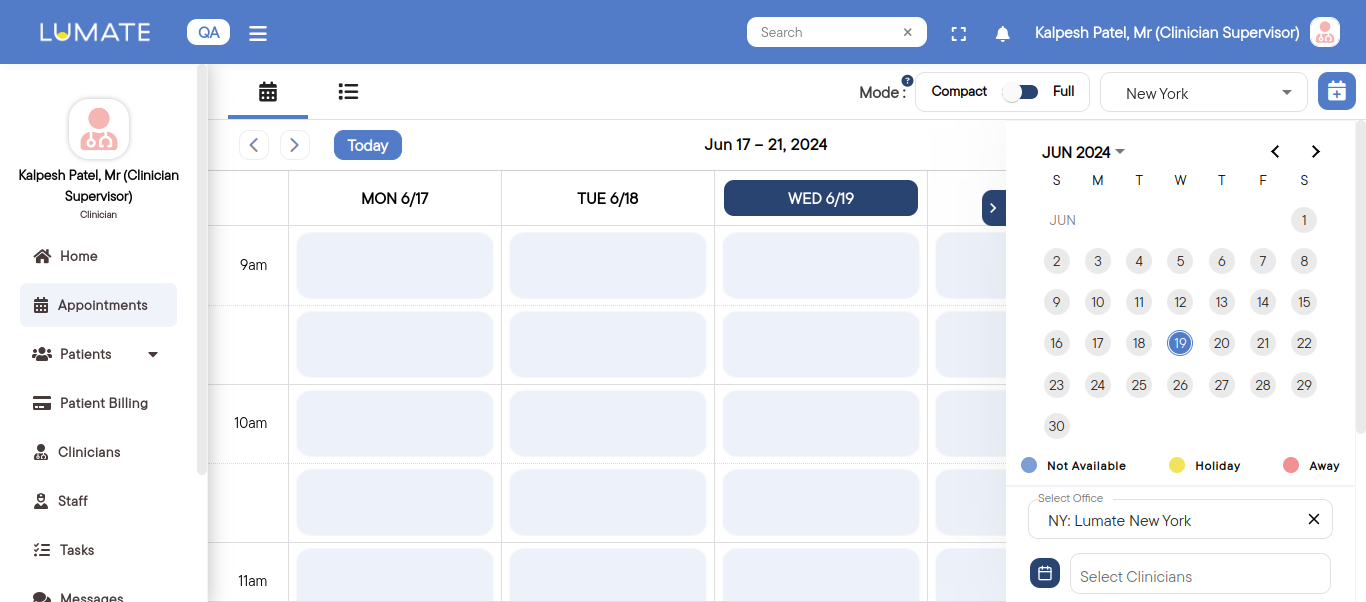 LUMATE
QA
Search
Kalpesh Patel, Mr (Clinician Supervisor)
Kalpesh Patel, Mr (Clinician
Supervisor)
Clinician
Home
Appointments
Patients
Patient Billing
Clinicians
Staff
Tasks
Messages
Mode :
?
Compact
Full
New York
Today
Jun 17 – 21, 2024
MON 6/17
TUE 6/18
WED 6/19
9am
10am
11am
JUN 2024
S M T W T F S
JUN 1
2 3 4 5 6 7 8
9 10 11 12 13 14 15
16 17 18 19 20 21 22
23 24 25 26 27 28 29
30
Not Available Holiday Away
Select Office
NY: Lumate New York
Select Clinicians